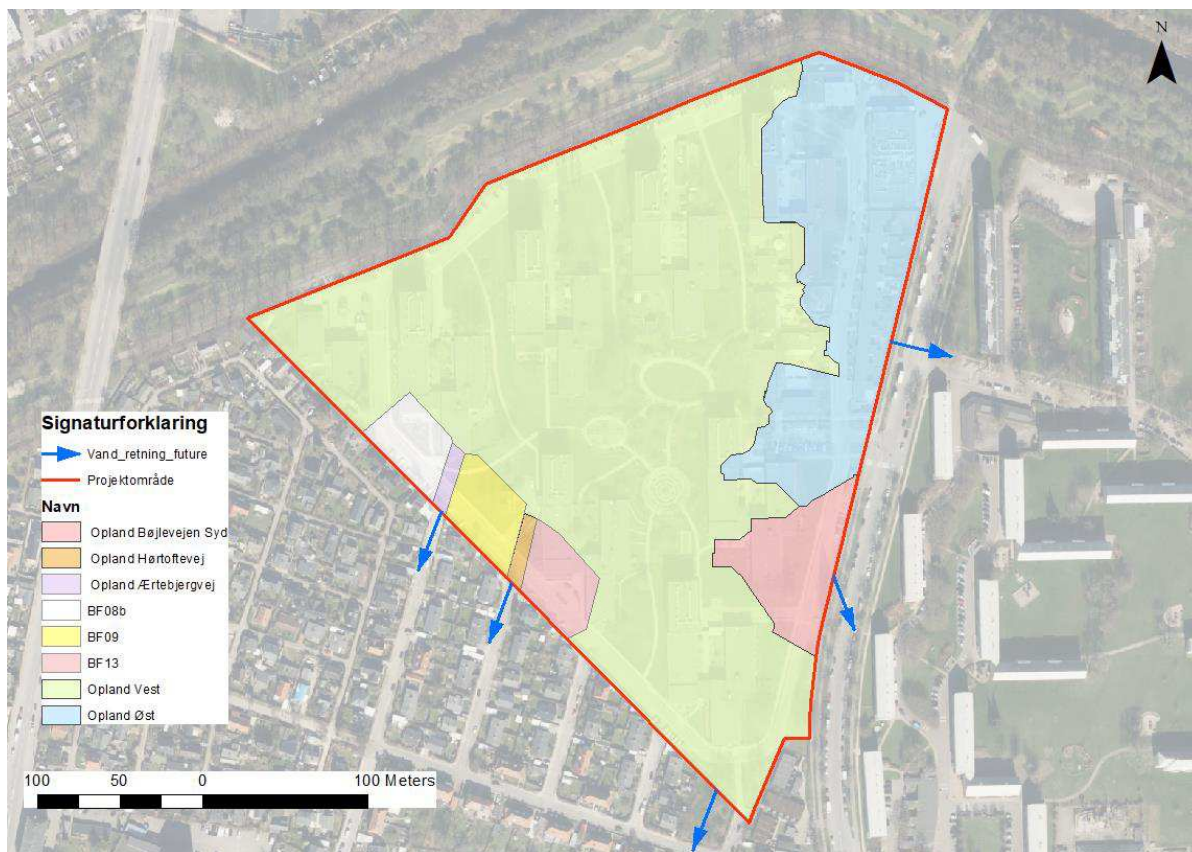 N
Signaturforklaring
Vand_retning_future
Projektområde
Navn
Opland Bøjlevejen Syd
Opland Hørtoftevej
Opland Ærtebjergvej
BF08b
BF09
BF13
Opland Vest
Opland Øst
100 50 0 100 Meters